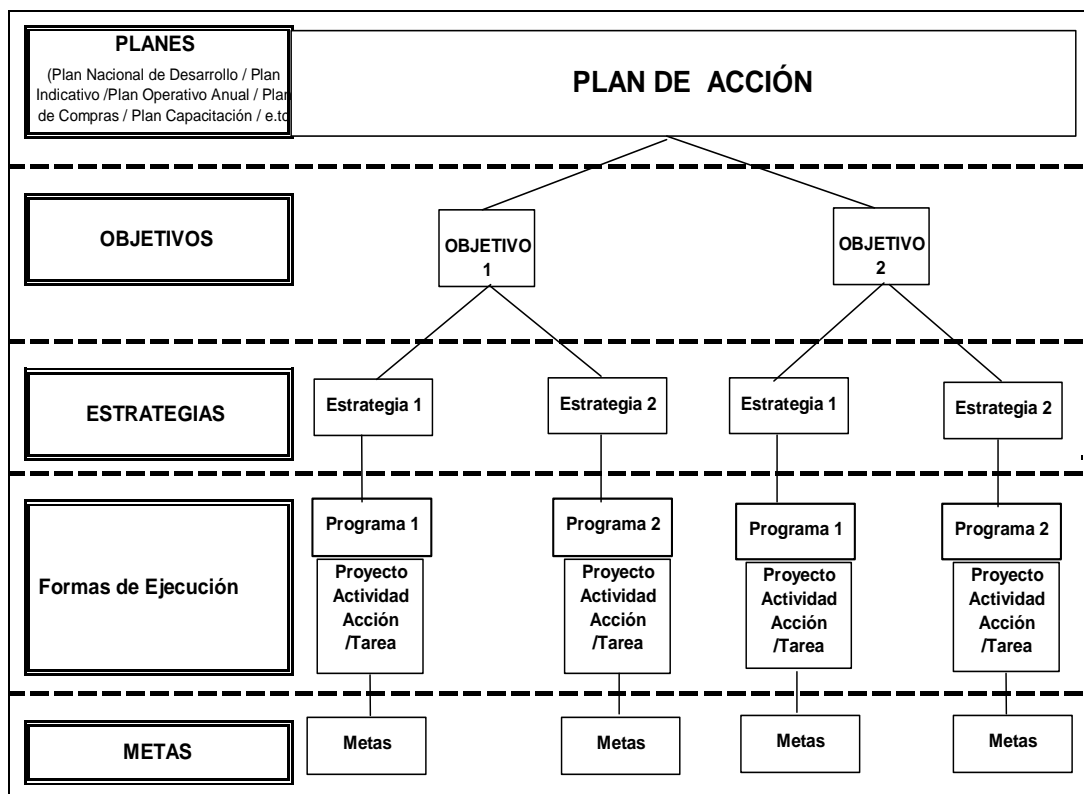 PLANES
(Plan Nacional de Desarrollo / Plan
Indicativo /Plan Operativo Anual / Plan
de Compras / Plan Capacitación / e.tc
PLAN DE ACCIÓN
OBJETIVOS
OBJETIVO
1
OBJETIVO
2
ESTRATEGIAS
Estrategia 1
Estrategia 2
Estrategia 1
Estrategia 2
Formas de Ejecución
Programa 1
Proyecto
Actividad
Acción
/Tarea
Programa 2
Proyecto
Actividad
Acción
/Tarea
Programa 1
Proyecto
Actividad
Acción
/Tarea
Programa 2
Proyecto
Actividad
Acción
/Tarea
METAS
Metas
Metas
Metas
Metas